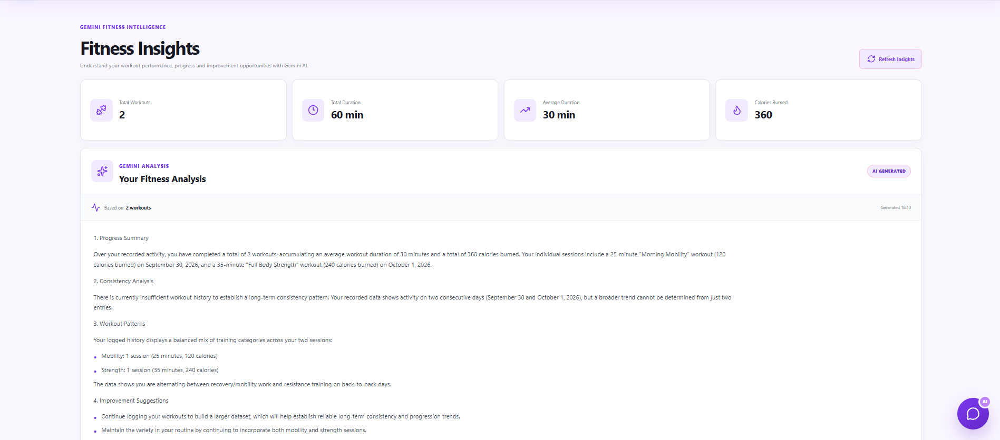 GEMINI FITNESS INTELLIGENCE
Fitness Insights
Understand your workout performance, progress and improvement opportunities with Gemini AI.
Refresh Insights
Total Workouts
2
Total Duration
60 min
Average Duration
30 min
Calories Burned
360
GEMINI ANALYSIS
Your Fitness Analysis
AI GENERATED
Based on 2 workouts
Generated 18:10
1. Progress Summary
Over your recorded activity, you have completed a total of 2 workouts, accumulating an average workout duration of 30 minutes and a total of 360 calories burned. Your individual sessions include a 25-minute "Morning Mobility" workout (120
calories burned) on September 30, 2026, and a 35-minute "Full Body Strength" workout (240 calories burned) on October 1, 2026.
2. Consistency Analysis
There is currently insufficient workout history to establish a long-term consistency pattern. Your recorded data shows activity on two consecutive days (September 30 and October 1, 2026), but a broader trend cannot be determined from just two
entries.
3. Workout Patterns
Your logged history displays a balanced mix of training categories across your two sessions:
• Mobility: 1 session (25 minutes, 120 calories)
• Strength: 1 session (35 minutes, 240 calories)
The data shows you are alternating between recovery/mobility work and resistance training on back-to-back days.
4. Improvement Suggestions
• Continue logging your workouts to build a larger dataset, which will help establish reliable long-term consistency and progression trends.
• Maintain the variety in your routine by continuing to incorporate both mobility and strength sessions.
AI